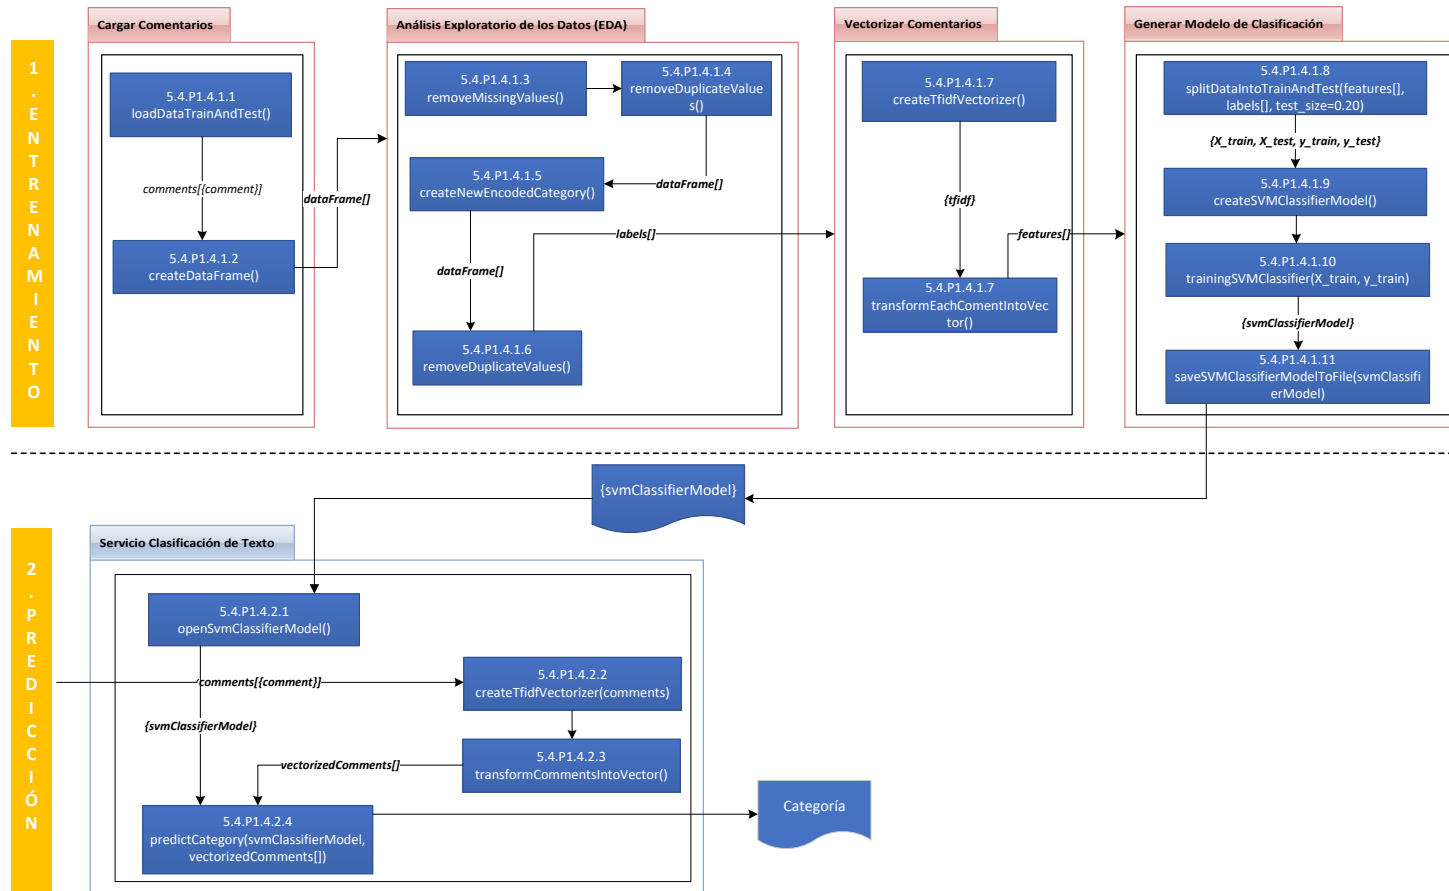 Cargar Comentarios
Análisis Exploratorio de los Datos (EDA)
Vectorizar Comentarios
Generar Modelo de Clasificación
1. ENTRENAMIENTO
5.4.P1.4.1.1
loadDataTrainAndTest()
comments[{comment}]
5.4.P1.4.1.2
createDataFrame()
dataFrame[]
5.4.P1.4.1.3
removeMissingValues()
5.4.P1.4.1.4
removeDuplicateValue
s()
dataFrame[]
5.4.P1.4.1.5
createNewEncodedCategory()
dataFrame[]
5.4.P1.4.1.6
removeDuplicateValues()
labels[]
5.4.P1.4.1.7
createTfidfVectorizer()
{tfidf}
5.4.P1.4.1.7
transformEachComentIntoVec
tor()
features[]
5.4.P1.4.1.8
splitDataIntoTrainAndTest(features[],
labels[], test_size=0.20)
{X_train, X_test, y_train, y_test}
5.4.P1.4.1.9
createSVMClassifierModel()
5.4.P1.4.1.10
trainingSVMClassifier(X_train, y_train)
{svmClassifierModel}
5.4.P1.4.1.11
saveSVMClassifierModelToFile(svmClassifi
erModel)
{svmClassifierModel}
2. PREDICCIÓN
Servicio Clasificación de Texto
5.4.P1.4.2.1
openSvmClassifierModel()
comments[{comment}]
{svmClassifierModel}
5.4.P1.4.2.2
createTfidfVectorizer(comments)
5.4.P1.4.2.3
transformCommentsIntoVector()
vectorizedComments[]
5.4.P1.4.2.4
predictCategory(svmClassifierModel,
vectorizedComments[])
Categoría